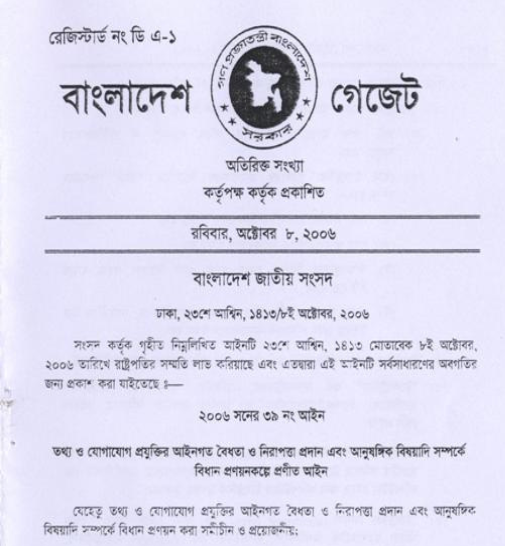 রেজিস্টার্ড নং ডি এ-১
গণপ্রজাতন্ত্রী বাংলাদেশ
সরকার
বাংলাদেশ গেজেট
অতিরিক্ত সংখ্যা
কর্তৃপক্ষ কর্তৃক প্রকাশিত
রবিবার, অক্টোবর ৮, ২০০৬
বাংলাদেশ জাতীয় সংসদ
ঢাকা, ২৩শে আশ্বিন, ১৪১৩/৮ই অক্টোবর, ২০০৬
সংসদ কর্তৃক গৃহীত নিম্নলিখিত আইনটি ২৩শে আশ্বিন, ১৪১৩ মোতাবেক ৮ই অক্টোবর,
২০০৬ তারিখে রাষ্ট্রপতির সম্মতি লাভ করিয়াছে এবং এতদ্বারা এই আইনটি সর্বসাধারণের অবগতির
জন্য প্রকাশ করা যাইতেছে ঃ—
২০০৬ সনের ৩৯ নং আইন
তথ্য ও যোগাযোগ প্রযুক্তির আইনগত বৈধতা ও নিরাপত্তা প্রদান এবং আনুষঙ্গিক বিষয়াদি সম্পর্কে
বিধান প্রণয়নকল্পে প্রণীত আইন
যেহেতু তথ্য ও যোগাযোগ প্রযুক্তির আইনগত বৈধতা ও নিরাপত্তা প্রদান এবং আনুষঙ্গিক
বিষয়াদি সম্পর্কে বিধান প্রণয়ন করা সমীচীন ও প্রয়োজনীয়;